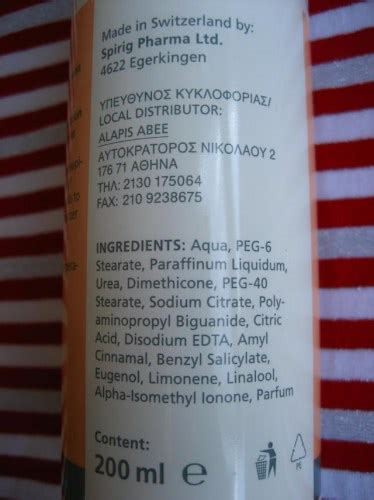 Made in Switzerland by:
Spirig Pharma Ltd.
4622 Egerkingen
ΥΠΕΥΘΥΝΟΣ ΚΥΚΛΟΦΟΡΙΑΣ/
LOCAL DISTRIBUTOR:
ALAPIS ABEE
ΑΥΤΟΚΡΑΤΟΡΟΣ ΝΙΚΟΛΑΟΥ 2
176 71 ΑΘΗΝΑ
ΤΗΛ: 2130 175064
FAX: 210 9238675
INGREDIENTS: Aqua, PEG-6
Stearate, Paraffinum Liquidum,
Urea, Dimethicone, PEG-40
Stearate, Sodium Citrate, Poly-
aminopropyl Biguanide, Citric
Acid, Disodium EDTA, Amyl
Cinnamal, Benzyl Salicylate,
Eugenol, Limonene, Linalool,
Alpha-Isomethyl Ionone, Parfum
Content:
200 ml ℮
PE